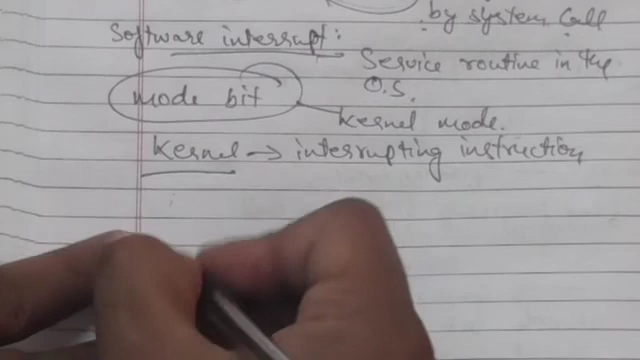 by system Call
Software interrupt:
Service routine in the
O.S.
mode bit
kernel mode.
Kernel → interrupting instruction